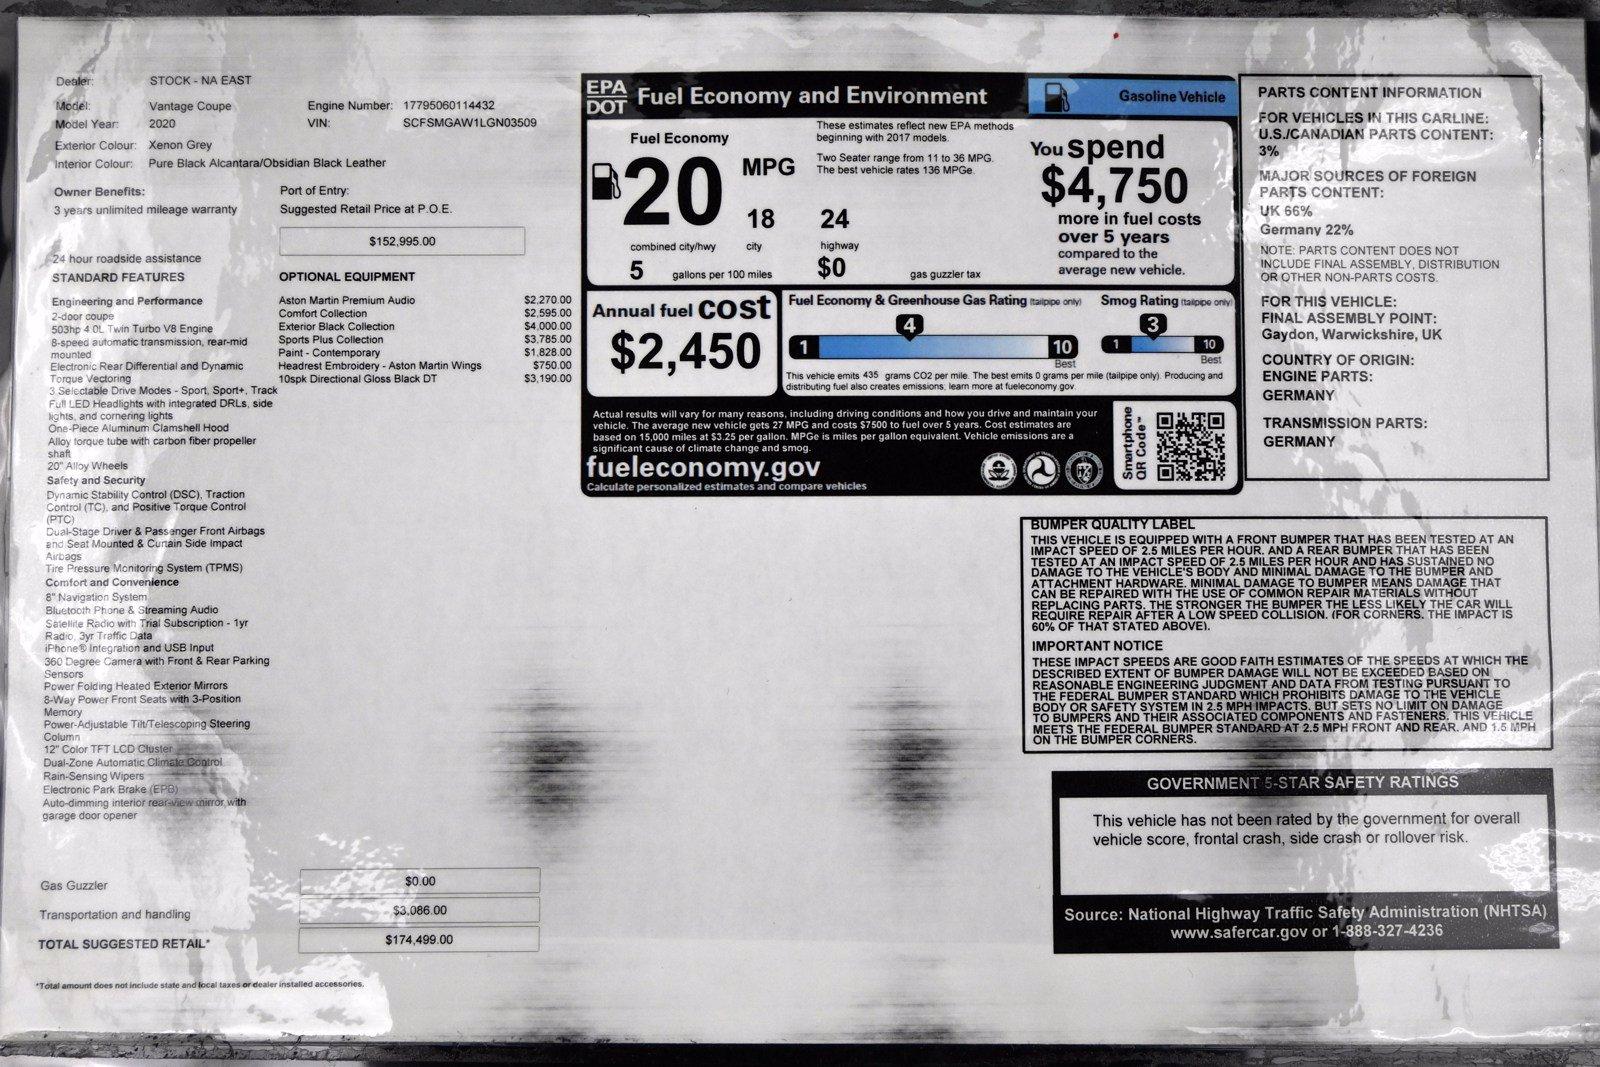 Dealer: STOCK - NA EAST
Model: Vantage Coupe Engine Number: 17795060114432
Model Year: 2020 VIN: SCFSMGAW1LGN03509
Exterior Colour: Xenon Grey
Interior Colour: Pure Black Alcantara/Obsidian Black Leather
Owner Benefits: Port of Entry:
3 years unlimited mileage warranty Suggested Retail Price at P.O.E.
$152,995.00
24 hour roadside assistance
STANDARD FEATURES
Engineering and Performance
2-door coupe
503hp 4.0L Twin Turbo V8 Engine
8-speed automatic transmission, rear-mid
mounted
Electronic Rear Differential and Dynamic
Torque Vectoring
3 Selectable Drive Modes - Sport, Sport+, Track
Full LED Headlights with integrated DRLs, side
lights, and cornering lights
One-Piece Aluminum Clamshell Hood
Alloy torque tube with carbon fiber propeller
shaft
20" Alloy Wheels
Safety and Security
Dynamic Stability Control (DSC), Traction
Control (TC), and Positive Torque Control
(PTC)
Dual-Stage Driver & Passenger Front Airbags
and Seat Mounted & Curtain Side Impact
Airbags
Tire Pressure Monitoring System (TPMS)
Comfort and Convenience
8" Navigation System
Bluetooth Phone & Streaming Audio
Satellite Radio with Trial Subscription - 1yr
Radio, 3yr Traffic Data
iPhone® Integration and USB Input
360 Degree Camera with Front & Rear Parking
Sensors
Power Folding Heated Exterior Mirrors
8-Way Power Front Seats with 3-Position
Memory
Power-Adjustable Tilt/Telescoping Steering
Column
12" Color TFT LCD Cluster
Dual-Zone Automatic Climate Control
Rain-Sensing Wipers
Electronic Park Brake (EPB)
Auto-dimming interior rear-view mirror with
garage door opener
OPTIONAL EQUIPMENT
Aston Martin Premium Audio $2,270.00
Comfort Collection $2,595.00
Exterior Black Collection $4,000.00
Sports Plus Collection $3,785.00
Paint - Contemporary $1,828.00
Headrest Embroidery - Aston Martin Wings $750.00
10spk Directional Gloss Black DT $3,190.00
Gas Guzzler $0.00
Transportation and handling $3,086.00
TOTAL SUGGESTED RETAIL* $174,499.00
*Total amount does not include state and local taxes or dealer installed accessories.
EPA
DOT
Fuel Economy and Environment
Gasoline Vehicle
Fuel Economy
20 MPG
combined city/hwy
18
city
24
highway
5 gallons per 100 miles
$0 gas guzzler tax
These estimates reflect new EPA methods
beginning with 2017 models.
Two Seater range from 11 to 36 MPG.
The best vehicle rates 136 MPGe.
You spend
$4,750
more in fuel costs
over 5 years
compared to the
average new vehicle.
Annual fuel cost
$2,450
Fuel Economy & Greenhouse Gas Rating (tailpipe only)
4
1 10
Best
Smog Rating (tailpipe only)
3
1 10
Best
This vehicle emits 435 grams CO2 per mile. The best emits 0 grams per mile (tailpipe only). Producing and
distributing fuel also creates emissions; learn more at fueleconomy.gov.
Actual results will vary for many reasons, including driving conditions and how you drive and maintain your
vehicle. The average new vehicle gets 27 MPG and costs $7500 to fuel over 5 years. Cost estimates are
based on 15,000 miles at $3.25 per gallon. MPGe is miles per gallon equivalent. Vehicle emissions are a
significant cause of climate change and smog.
fueleconomy.gov
Calculate personalized estimates and compare vehicles
Smartphone
QR Code™
PARTS CONTENT INFORMATION
FOR VEHICLES IN THIS CARLINE:
U.S./CANADIAN PARTS CONTENT:
3%
MAJOR SOURCES OF FOREIGN
PARTS CONTENT:
UK 66%
Germany 22%
NOTE: PARTS CONTENT DOES NOT
INCLUDE FINAL ASSEMBLY, DISTRIBUTION
OR OTHER NON-PARTS COSTS.
FOR THIS VEHICLE:
FINAL ASSEMBLY POINT:
Gaydon, Warwickshire, UK
COUNTRY OF ORIGIN:
ENGINE PARTS:
GERMANY
TRANSMISSION PARTS:
GERMANY
BUMPER QUALITY LABEL
THIS VEHICLE IS EQUIPPED WITH A FRONT BUMPER THAT HAS BEEN TESTED AT AN
IMPACT SPEED OF 2.5 MILES PER HOUR. AND A REAR BUMPER THAT HAS BEEN
TESTED AT AN IMPACT SPEED OF 2.5 MILES PER HOUR AND HAS SUSTAINED NO
DAMAGE TO THE VEHICLE'S BODY AND MINIMAL DAMAGE TO THE BUMPER AND
ATTACHMENT HARDWARE. MINIMAL DAMAGE TO BUMPER MEANS DAMAGE THAT
CAN BE REPAIRED WITH THE USE OF COMMON REPAIR MATERIALS WITHOUT
REPLACING PARTS. THE STRONGER THE BUMPER THE LESS LIKELY THE CAR WILL
REQUIRE REPAIR AFTER A LOW SPEED COLLISION. (FOR CORNERS. THE IMPACT IS
60% OF THAT STATED ABOVE).
IMPORTANT NOTICE
THESE IMPACT SPEEDS ARE GOOD FAITH ESTIMATES OF THE SPEEDS AT WHICH THE
DESCRIBED EXTENT OF BUMPER DAMAGE WILL NOT BE EXCEEDED BASED ON
REASONABLE ENGINEERING JUDGMENT AND DATA FROM TESTING PURSUANT TO
THE FEDERAL BUMPER STANDARD WHICH PROHIBITS DAMAGE TO THE VEHICLE
BODY OR SAFETY SYSTEM IN 2.5 MPH IMPACTS. BUT SETS NO LIMIT ON DAMAGE
TO BUMPERS AND THEIR ASSOCIATED COMPONENTS AND FASTENERS. THIS VEHICLE
MEETS THE FEDERAL BUMPER STANDARD AT 2.5 MPH FRONT AND REAR. AND 1.5 MPH
ON THE BUMPER CORNERS.
GOVERNMENT 5-STAR SAFETY RATINGS
This vehicle has not been rated by the government for overall
vehicle score, frontal crash, side crash or rollover risk.
Source: National Highway Traffic Safety Administration (NHTSA)
www.safercar.gov or 1-888-327-4236